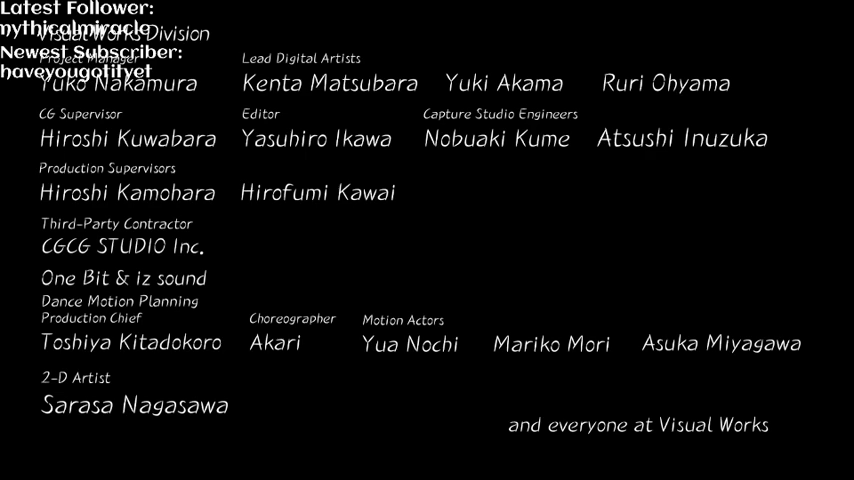 Latest Follower:
mythicalmiracle
Visual Works Division
Newest Subscriber:
haveyougotityet
Project Manager Lead Digital Artists
Yuko Nakamura Kenta Matsubara Yuki Akama Ruri Ohyama
CG Supervisor Editor Capture Studio Engineers
Hiroshi Kuwabara Yasuhiro Ikawa Nobuaki Kume Atsushi Inuzuka
Production Supervisors
Hiroshi Kamohara Hirofumi Kawai
Third-Party Contractor
CGCG STUDIO Inc.
One Bit & iz sound
Dance Motion Planning
Production Chief Choreographer Motion Actors
Toshiya Kitadokoro Akari Yua Nochi Mariko Mori Asuka Miyagawa
2-D Artist
Sarasa Nagasawa
and everyone at Visual Works